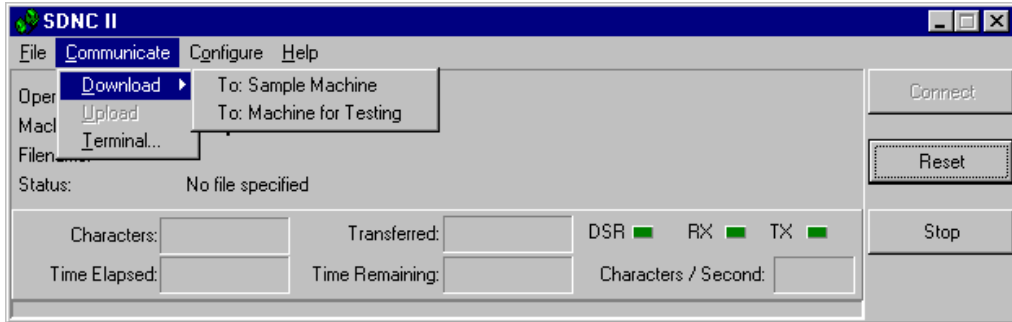 SDNC II
File Communicate Configure Help
Download To: Sample Machine
Upload To: Machine for Testing
Terminal...
Status: No file specified
Connect
Reset
Stop
Characters: Transferred: DSR RX TX
Time Elapsed: Time Remaining: Characters / Second: